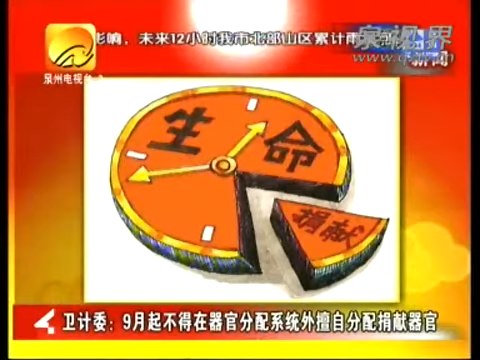 影响，未来12小时我市北部山区累计雨
泉视界
新闻
泉州电视台
生命
捐献
卫计委：9月起不得在器官分配系统外擅自分配捐献器官